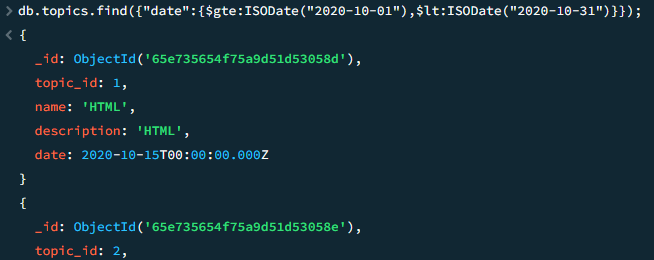 > db.topics.find({"date":{$gte:ISODate("2020-10-01"),$lt:ISODate("2020-10-31")}});
< {
_id: ObjectId('65e735654f75a9d51d53058d'),
topic_id: 1,
name: 'HTML',
description: 'HTML',
date: 2020-10-15T00:00:00.000Z
}
{
_id: ObjectId('65e735654f75a9d51d53058e'),
topic_id: 2,